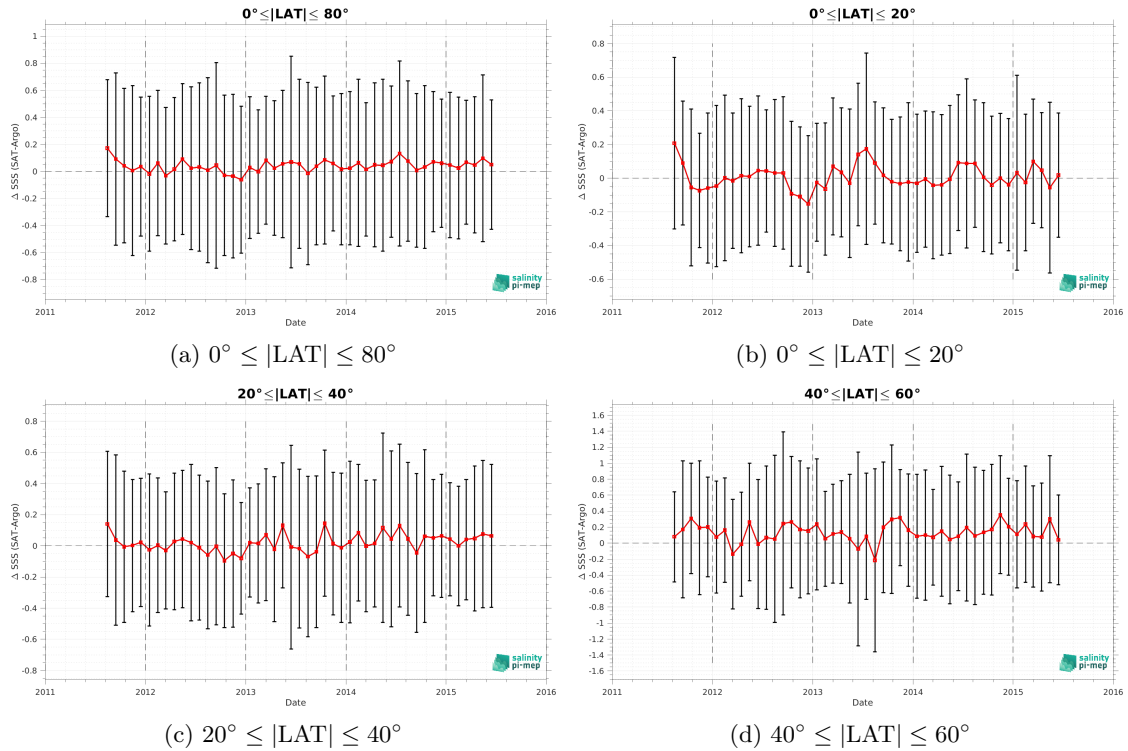 0°≤|LAT|≤ 80°
1
0.8
0.6
0.4
0.2
0
-0.2
-0.4
-0.6
-0.8
Δ SSS (SAT-Argo)
2011 2012 2013 2014 2015 2016
Date
salinity
pi-mep
(a) 0° ≤ |LAT| ≤ 80°
0°≤|LAT|≤ 20°
0.8
0.6
0.4
0.2
0
-0.2
-0.4
-0.6
Δ SSS (SAT-Argo)
2011 2012 2013 2014 2015 2016
Date
salinity
pi-mep
(b) 0° ≤ |LAT| ≤ 20°
20°≤|LAT|≤ 40°
0.8
0.6
0.4
0.2
0
-0.2
-0.4
-0.6
-0.8
Δ SSS (SAT-Argo)
2011 2012 2013 2014 2015 2016
Date
salinity
pi-mep
(c) 20° ≤ |LAT| ≤ 40°
40°≤|LAT|≤ 60°
1.6
1.4
1.2
1
0.8
0.6
0.4
0.2
0
-0.2
-0.4
-0.6
-0.8
-1
-1.2
-1.4
-1.6
Δ SSS (SAT-Argo)
2011 2012 2013 2014 2015 2016
Date
salinity
pi-mep
(d) 40° ≤ |LAT| ≤ 60°